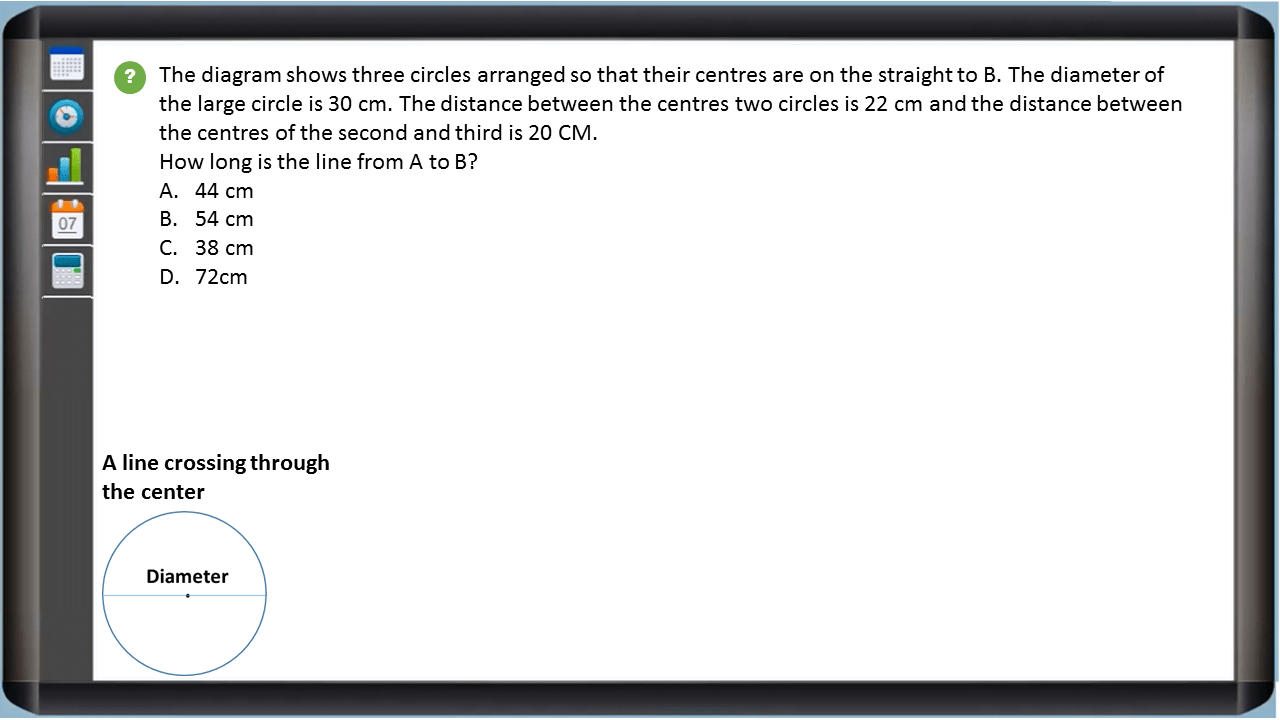 ? The diagram shows three circles arranged so that their centres are on the straight to B. The diameter of
the large circle is 30 cm. The distance between the centres two circles is 22 cm and the distance between
the centres of the second and third is 20 CM.
How long is the line from A to B?
A. 44 cm
B. 54 cm
C. 38 cm
D. 72cm
07
A line crossing through
the center
Diameter